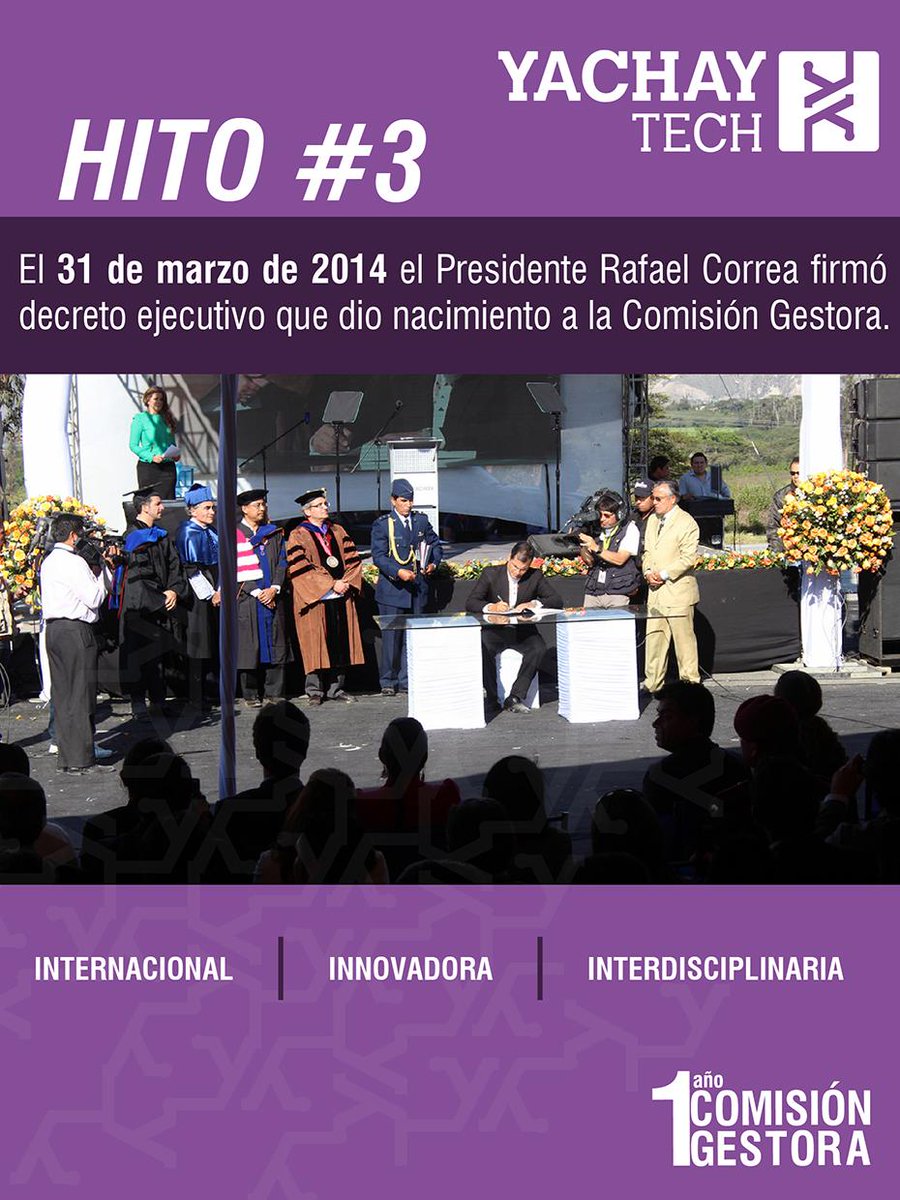 YACHAY
TECH
HITO #3
El 31 de marzo de 2014 el Presidente Rafael Correa firmó
decreto ejecutivo que dio nacimiento a la Comisión Gestora.
INTERNACIONAL
INNOVADORA
INTERDISCIPLINARIA
1 año
COMISIÓN
GESTORA